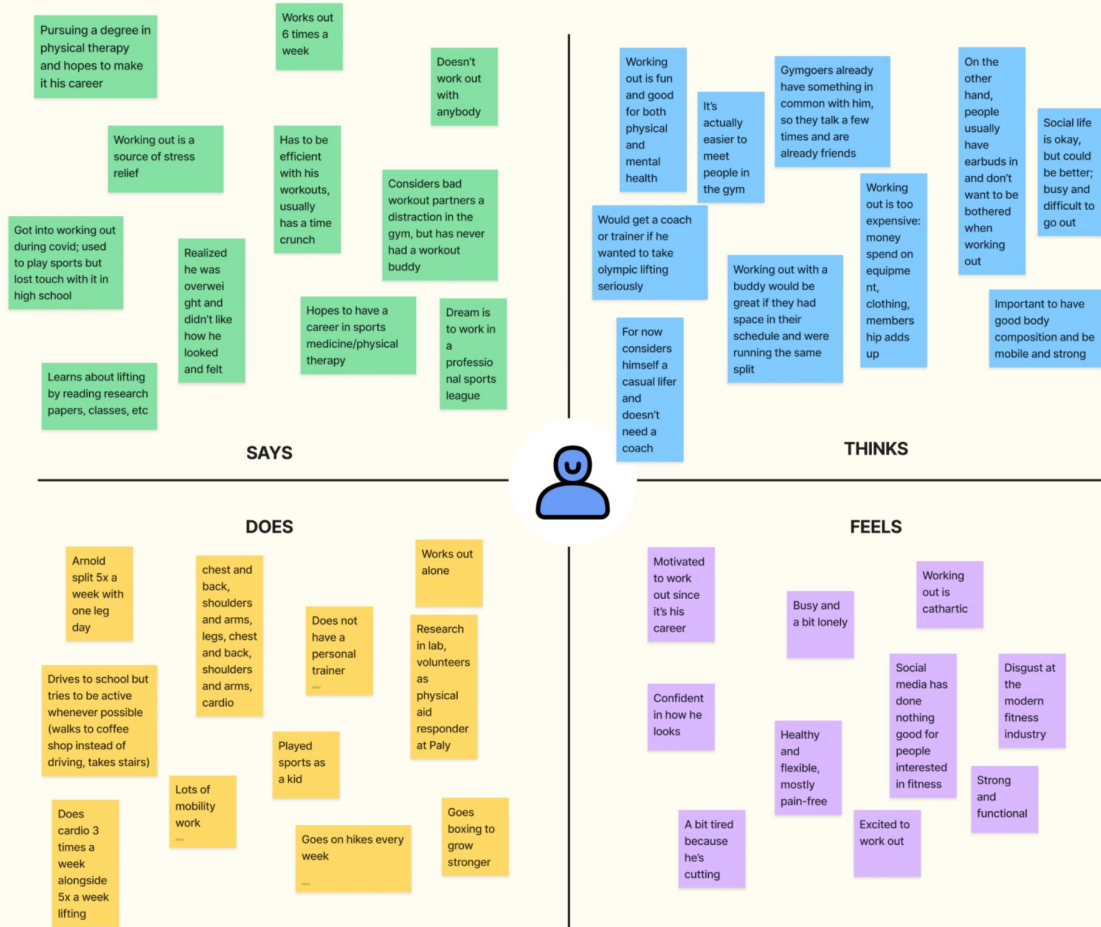 Pursuing a degree in
physical therapy
and hopes to make
it his career
Works out
6 times a
week
Doesn't
work out
with
anybody
Working out is a
source of stress
relief
Has to be
efficient
with his
workouts,
usually
has a time
crunch
Considers bad
workout partners a
distraction in the
gym, but has never
had a workout
buddy
Got into working out
during covid; used
to play sports but
lost touch with it in
high school
Realized
he was
overwei
ght and
didn't like
how he
looked
and felt
Hopes to have a
career in sports
medicine/physical
therapy
Dream is
to work in
a
professio
nal sports
league
Learns about lifting
by reading research
papers, classes, etc
SAYS
Working
out is fun
and good
for both
physical
and
mental
health
It's
actually
easier to
meet
people in
the gym
Gymgoers already
have something in
common with him,
so they talk a few
times and are
already friends
On the
other
hand,
people
usually
have
earbuds in
and don't
want to be
bothered
when
working
out
Social life
is okay,
but could
be better;
busy and
difficult to
go out
Would get a coach
or trainer if he
wanted to take
olympic lifting
seriously
Working
out is too
expensive:
money
spend on
equipme
nt,
clothing,
members
hip adds
up
Working out with a
buddy would be
great if they had
space in their
schedule and were
running the same
split
Important to have
good body
composition and be
mobile and strong
For now
considers
himself a
casual lifer
and
doesn't
need a
coach
THINKS
DOES
Arnold
split 5x a
week with
one leg
day
chest and
back,
shoulders
and arms,
legs, chest
and back,
shoulders
and arms,
cardio
Works out
alone
Does not
have a
personal
trainer
Research
in lab,
volunteers
as
physical
aid
responder
at Paly
Drives to school but
tries to be active
whenever possible
(walks to coffee
shop instead of
driving, takes stairs)
Played
sports as
a kid
Lots of
mobility
work
Does
cardio 3
times a
week
alongside
5x a week
lifting
Goes on hikes every
week
Goes
boxing to
grow
stronger
FEELS
Motivated
to work
out since
it's his
career
Busy and
a bit lonely
Working
out is
cathartic
Confident
in how he
looks
Social
media has
done
nothing
good for
people
interested
in fitness
Disgust at
the
modern
fitness
industry
Healthy
and
flexible,
mostly
pain-free
Strong
and
functional
A bit tired
because
he's
cutting
Excited to
work out